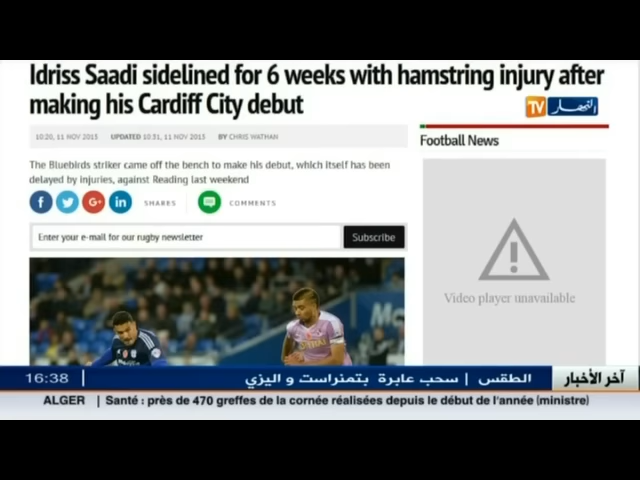 Idriss Saadi sidelined for 6 weeks with hamstring injury after
making his Cardiff City debut
TV النهار
10:20, 11 NOV 2015 UPDATED 10:31, 11 NOV 2015 BY CHRIS WATHAN
Football News
The Bluebirds striker came off the bench to make his debut, which itself has been
delayed by injuries, against Reading last weekend
SHARES COMMENTS
Enter your e-mail for our rugby newsletter Subscribe
Video player unavailable
16:38 الطقس | سحب عابرة بتمنراست و اليزي آخر الأخبار
ALGER | Santé : près de 470 greffes de la cornée réalisées depuis le début de l'année (ministre)